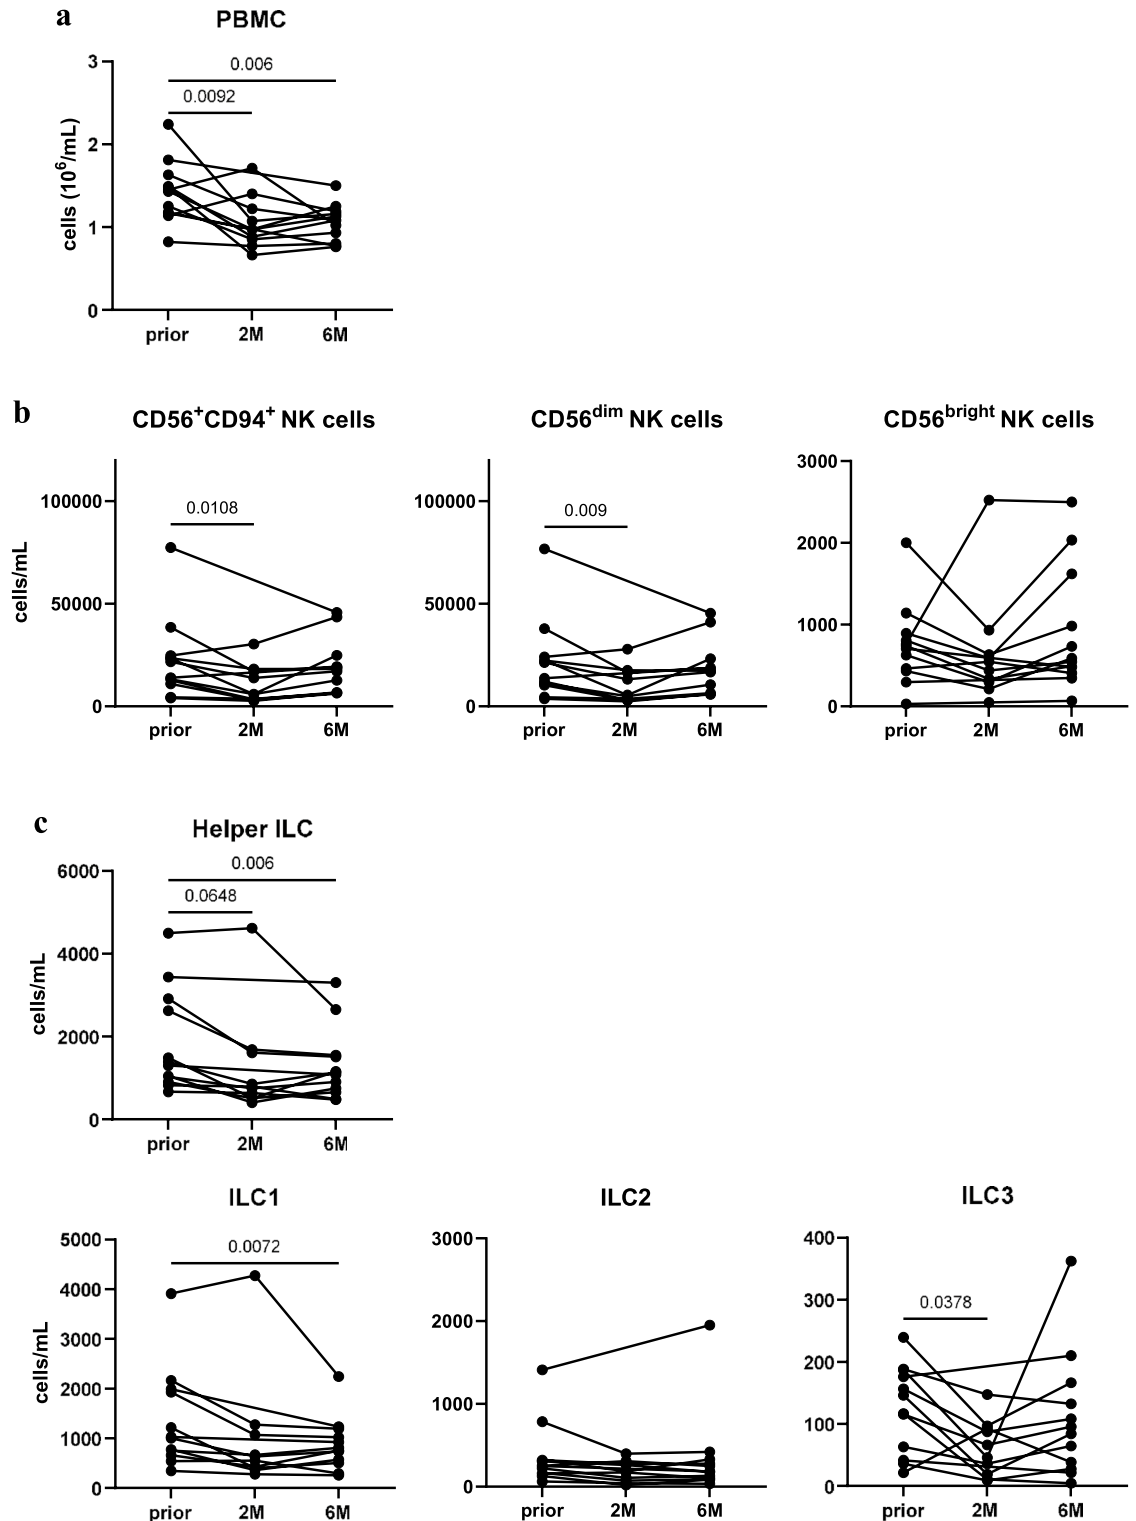 a
PBMC
cells (10⁶/mL)
3
2
1
0
0.006
0.0092
prior 2M 6M
b
CD56⁺CD94⁺ NK cells
cells/mL
100000
50000
0
0.0108
prior 2M 6M
CD56ᵈⁱᵐ NK cells
100000
50000
0
0.009
prior 2M 6M
CD56ᵇʳⁱᵍʰᵗ NK cells
3000
2000
1000
0
prior 2M 6M
c
Helper ILC
cells/mL
6000
4000
2000
0
0.006
0.0648
prior 2M 6M
ILC1
cells/mL
5000
4000
3000
2000
1000
0
0.0072
prior 2M 6M
ILC2
3000
2000
1000
0
prior 2M 6M
ILC3
400
300
200
100
0
0.0378
prior 2M 6M